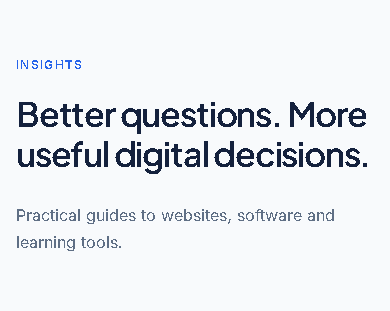 INSIGHTS
Better questions. More
useful digital decisions.
Practical guides to websites, software and
learning tools.